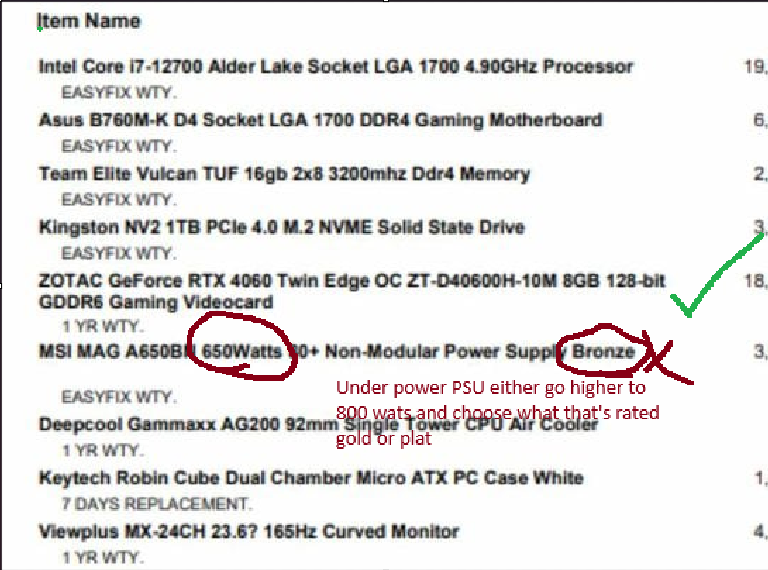 Item Name
Intel Core i7-12700 Alder Lake Socket LGA 1700 4.90GHz Processor 19,
EASYFIX WTY.
Asus B760M-K D4 Socket LGA 1700 DDR4 Gaming Motherboard 6,
EASYFIX WTY.
Team Elite Vulcan TUF 16gb 2x8 3200mhz Ddr4 Memory 2,
EASYFIX WTY.
Kingston NV2 1TB PCIe 4.0 M.2 NVME Solid State Drive 3,
EASYFIX WTY.
ZOTAC GeForce RTX 4060 Twin Edge OC ZT-D40600H-10M 8GB 128-bit 18,
GDDR6 Gaming Videocard
1 YR WTY.
MSI MAG A650BN 650Watts 80+ Non-Modular Power Supply Bronze 3,
Under power PSU either go higher to
EASYFIX WTY.
800 wats and choose what that's rated
Deepcool Gammaxx AG200 92mm Single Tower CPU Air Cooler
gold or plat
1 YR WTY.
Keytech Robin Cube Dual Chamber Micro ATX PC Case White 1,
7 DAYS REPLACEMENT.
Viewplus MX-24CH 23.6? 165Hz Curved Monitor 4,
1 YR WTY.